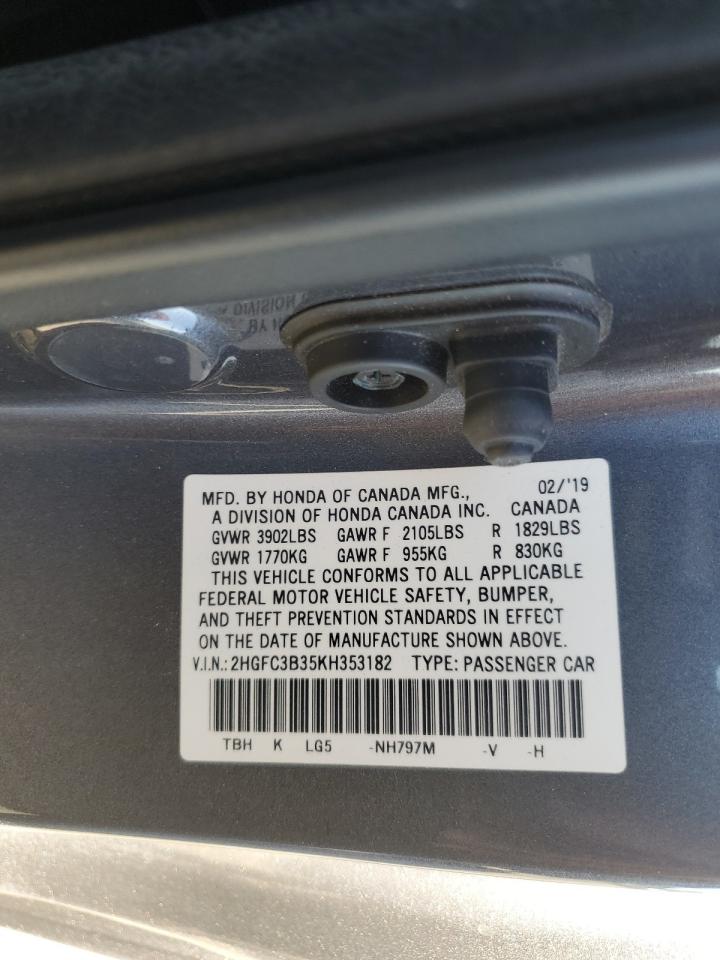 MFD. BY HONDA OF CANADA MFG., 02/'19
A DIVISION OF HONDA CANADA INC. CANADA
GVWR 3902LBS GAWR F 2105LBS R 1829LBS
GVWR 1770KG GAWR F 955KG R 830KG
THIS VEHICLE CONFORMS TO ALL APPLICABLE
FEDERAL MOTOR VEHICLE SAFETY, BUMPER,
AND THEFT PREVENTION STANDARDS IN EFFECT
ON THE DATE OF MANUFACTURE SHOWN ABOVE.
V.I.N.: 2HGFC3B35KH353182 TYPE: PASSENGER CAR
TBH K LG5 -NH797M -V -H